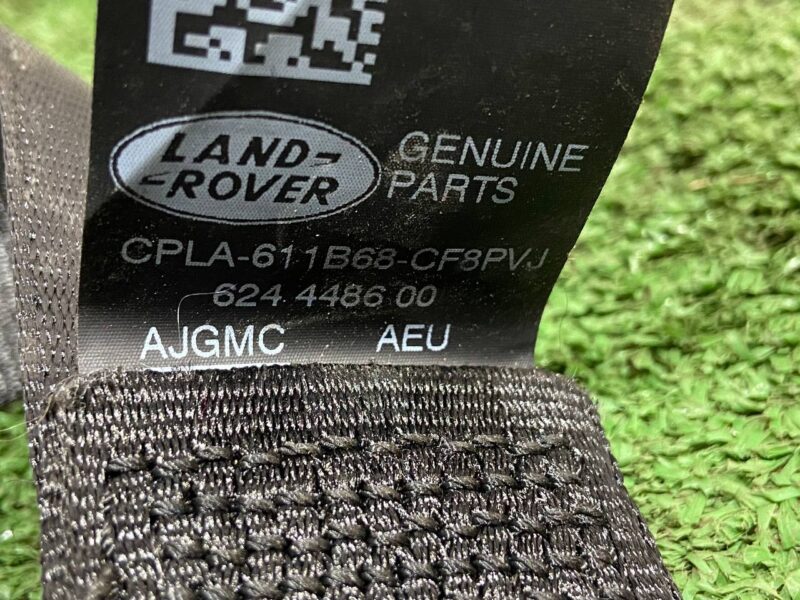 LAND-
-ROVER
GENUINE
PARTS
CPLA-611B68-CF8PVJ
624 4486 00
AJGMC AEU